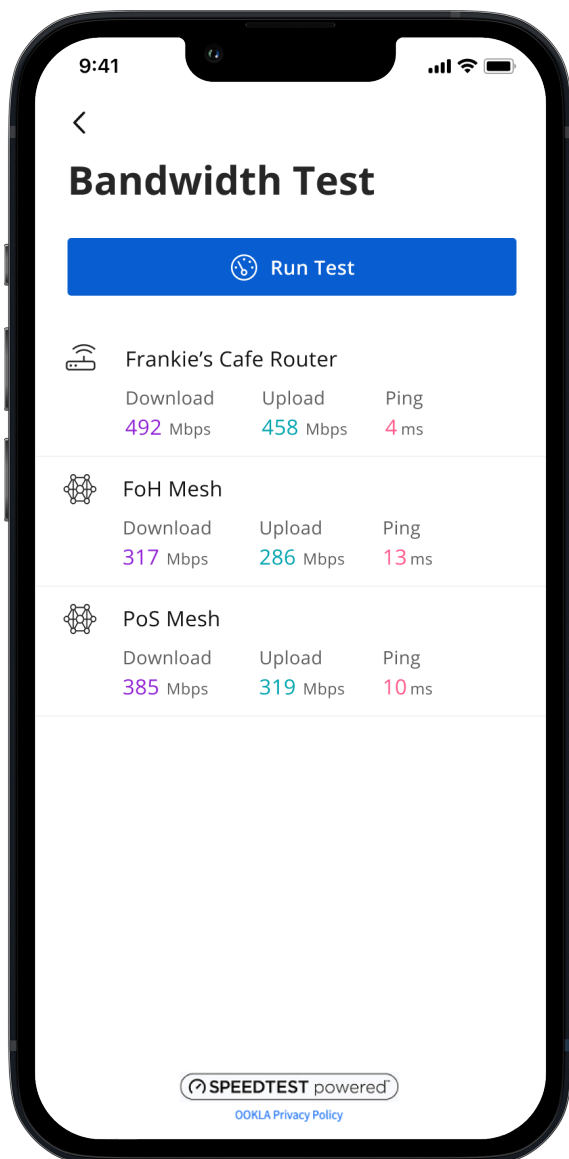 9:41
Bandwidth Test
Run Test
Frankie’s Cafe Router
Download Upload Ping
492 Mbps 458 Mbps 4 ms
FoH Mesh
Download Upload Ping
317 Mbps 286 Mbps 13 ms
PoS Mesh
Download Upload Ping
385 Mbps 319 Mbps 10 ms
SPEEDTEST powered™
OOKLA Privacy Policy